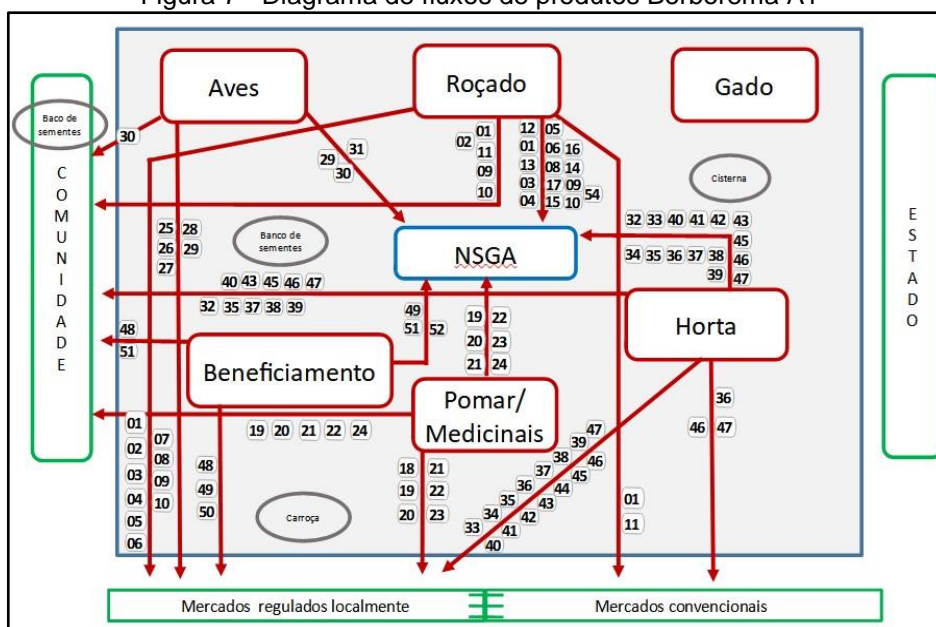 Figura 7 - Diagrama de fluxos de produtos Borborema A1
Aves
Roçado
Gado
Baco de
sementes
30
C
O
M
U
N
I
D
A
D
E
29 31
30
02 01
11
09
10
12 05
01 06 16
13 08 14
03 17 09 54
04 15 10
Cisterna
E
S
T
A
D
O
25 28
26 29
27
Banco de
sementes
NSGA
32 33 40 41 42 43
45
34 35 36 37 38 46
39 47
40 43 45 46 47
32 35 37 38 39
48
51
Beneficiamento
49
51 52
19 22
20 23
21 24
Horta
Pomar/
Medicinais
19 20 21 22 24
36
46 47
01
02 07
03 08
04 09
05 10
06
48
49
50
Carroça
18 21
19 22
20 23
47
39
38 46
37 45
36 44
35 43
34 42
33 41
40
01
11
Mercados regulados localmente
Mercados convencionais